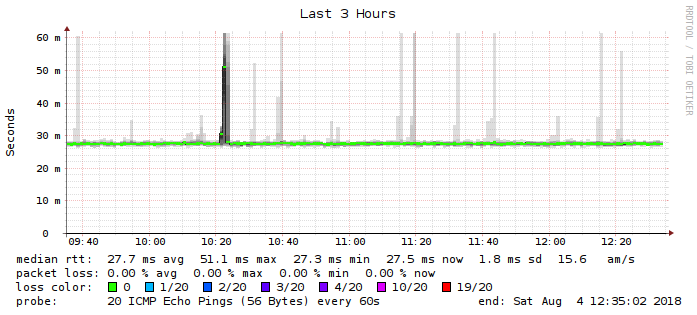 Last 3 Hours
RRDTOOL / TOBI OETIKER
Seconds
60 m
50 m
40 m
30 m
20 m
10 m
0
09:40 10:00 10:20 10:40 11:00 11:20 11:40 12:00 12:20
median rtt: 27.7 ms avg 51.1 ms max 27.3 ms min 27.5 ms now 1.8 ms sd 15.6 am/s
packet loss: 0.00 % avg 0.00 % max 0.00 % min 0.00 % now
loss color: 0 1/20 2/20 3/20 4/20 10/20 19/20
probe: 20 ICMP Echo Pings (56 Bytes) every 60s end: Sat Aug 4 12:35:02 2018